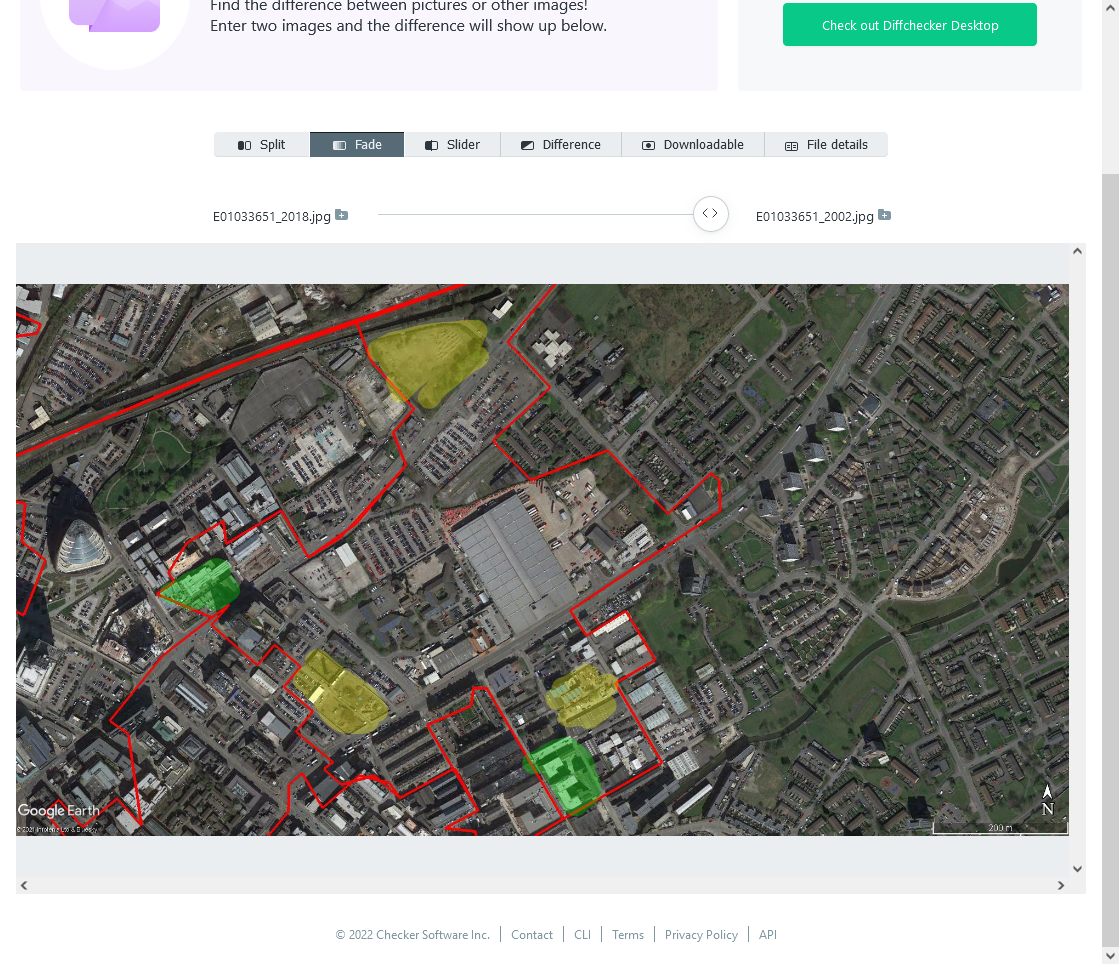 Find the difference between pictures or other images!
Enter two images and the difference will show up below.
Check out Diffchecker Desktop
Split
Fade
Slider
Difference
Downloadable
File details
E01033651_2018.jpg
E01033651_2002.jpg
Google Earth
N
200 m
© 2022 Checker Software Inc.
Contact
CLI
Terms
Privacy Policy
API